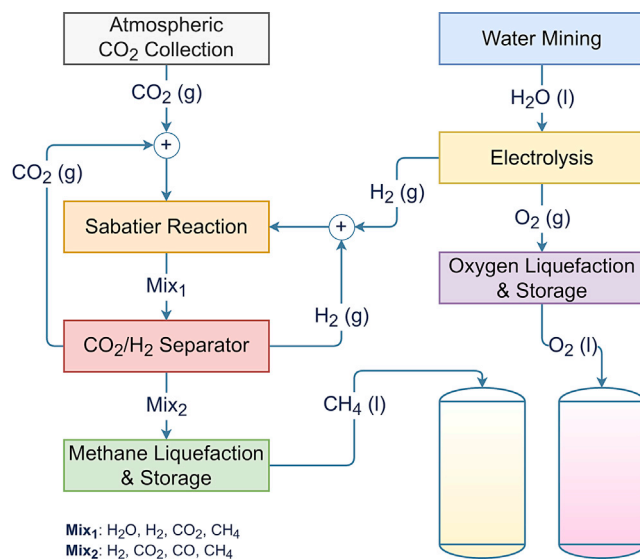 Atmospheric
CO₂ Collection
Water Mining
CO₂ (g)
H₂O (l)
+
CO₂ (g)
Electrolysis
H₂ (g)
Sabatier Reaction
+
O₂ (g)
Mix₁
Oxygen Liquefaction
& Storage
H₂ (g)
CO₂/H₂ Separator
O₂ (l)
Mix₂
CH₄ (l)
Methane Liquefaction
& Storage
Mix₁: H₂O, H₂, CO₂, CH₄
Mix₂: H₂, CO₂, CO, CH₄